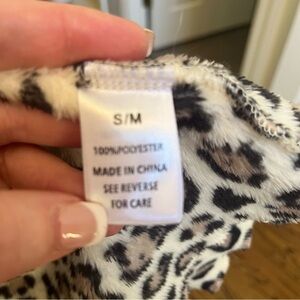 S/M
100%POLYESTER
MADE IN CHINA
SEE REVERSE
FOR CARE